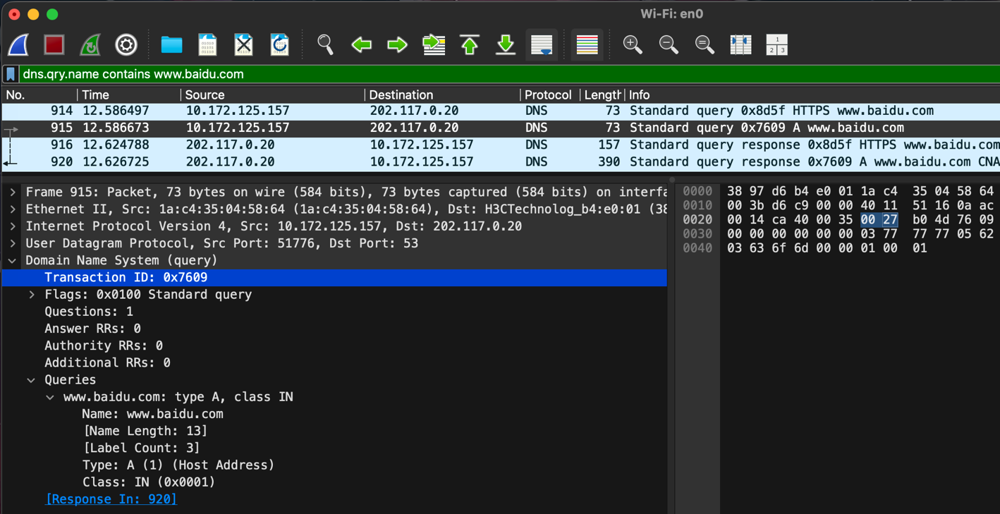 Wi-Fi: en0
1
2 3
dns.qry.name contains www.baidu.com
No. Time Source Destination Protocol Length Info
914 12.586497 10.172.125.157 202.117.0.20 DNS 73 Standard query 0x8d5f HTTPS www.baidu.com
915 12.586673 10.172.125.157 202.117.0.20 DNS 73 Standard query 0x7609 A www.baidu.com
916 12.624788 202.117.0.20 10.172.125.157 DNS 157 Standard query response 0x8d5f HTTPS www.baidu.com
920 12.626725 202.117.0.20 10.172.125.157 DNS 390 Standard query response 0x7609 A www.baidu.com CNA
Frame 915: Packet, 73 bytes on wire (584 bits), 73 bytes captured (584 bits) on interfa
Ethernet II, Src: 1a:c4:35:04:58:64 (1a:c4:35:04:58:64), Dst: H3CTechnolog_b4:e0:01 (38
Internet Protocol Version 4, Src: 10.172.125.157, Dst: 202.117.0.20
User Datagram Protocol, Src Port: 51776, Dst Port: 53
Domain Name System (query)
Transaction ID: 0x7609
Flags: 0x0100 Standard query
Questions: 1
Answer RRs: 0
Authority RRs: 0
Additional RRs: 0
Queries
www.baidu.com: type A, class IN
Name: www.baidu.com
[Name Length: 13]
[Label Count: 3]
Type: A (1) (Host Address)
Class: IN (0x0001)
[Response In: 920]
0000 38 97 d6 b4 e0 01 1a c4 35 04 58 64
0010 00 3b d6 c9 00 00 40 11 51 16 0a ac
0020 00 14 ca 40 00 35 00 27 b0 4d 76 09
0030 00 00 00 00 00 00 03 77 77 77 05 62
0040 03 63 6f 6d 00 00 01 00 01